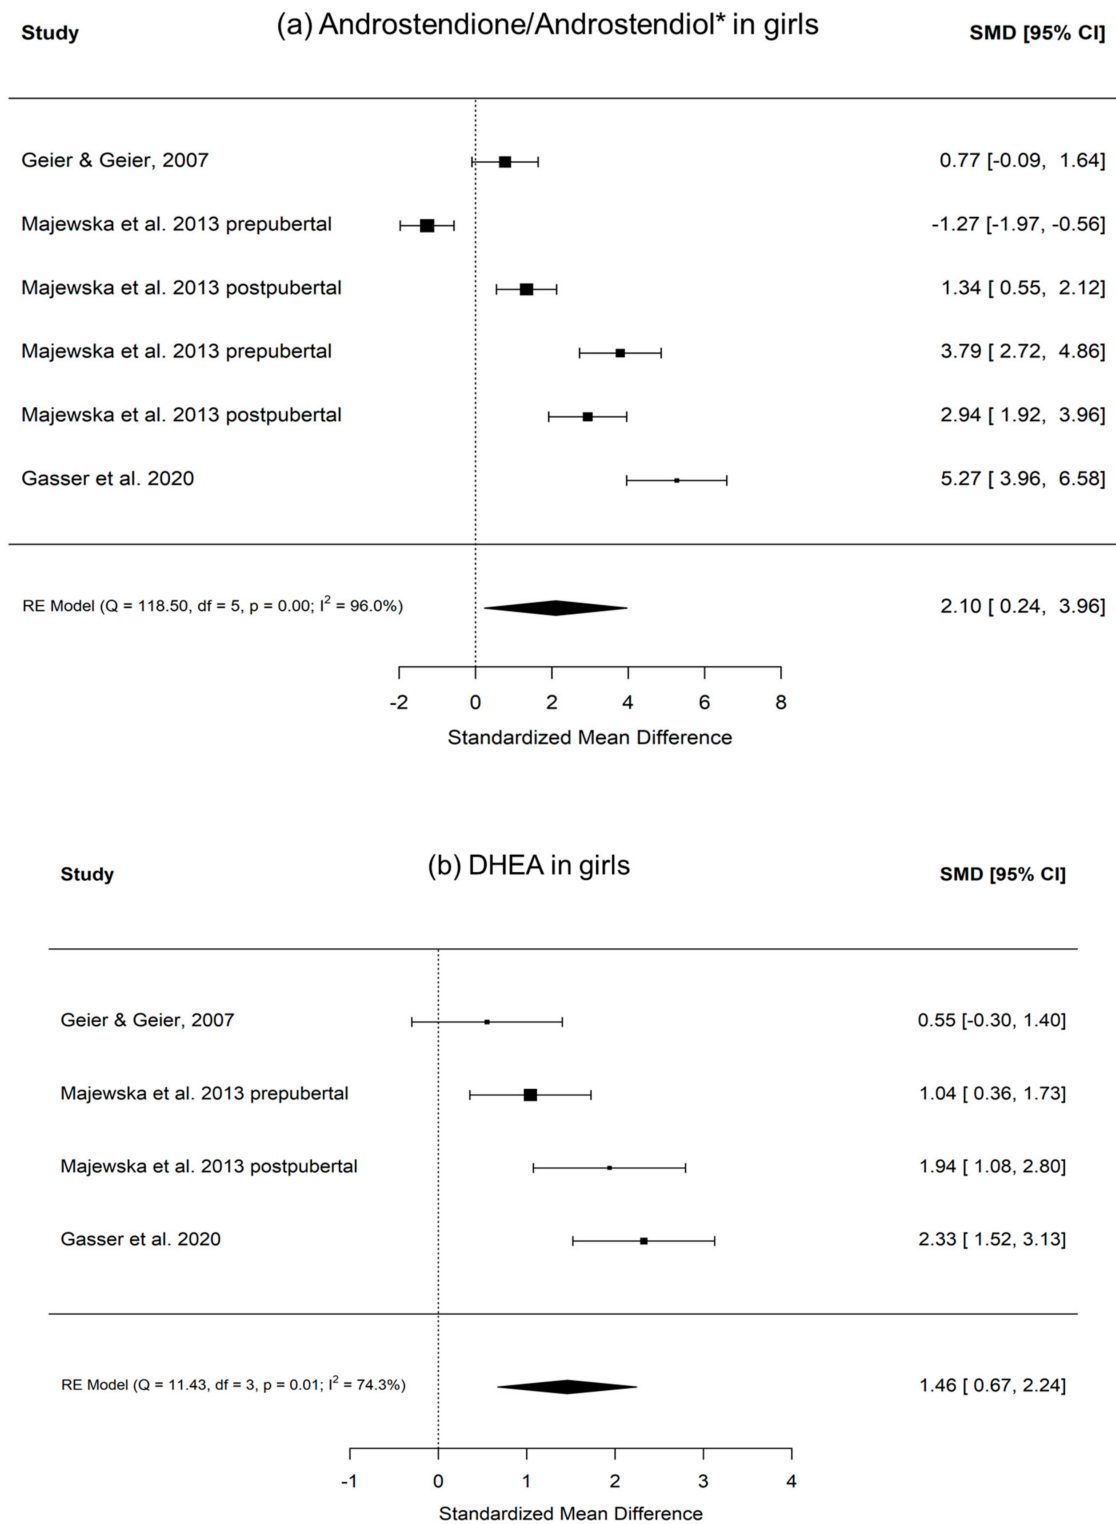 (a) Androstendione/Androstendiol* in girls
Study SMD [95% CI]
Geier & Geier, 2007 0.77 [-0.09, 1.64]
Majewska et al. 2013 prepubertal -1.27 [-1.97, -0.56]
Majewska et al. 2013 postpubertal 1.34 [ 0.55, 2.12]
Majewska et al. 2013 prepubertal 3.79 [ 2.72, 4.86]
Majewska et al. 2013 postpubertal 2.94 [ 1.92, 3.96]
Gasser et al. 2020 5.27 [ 3.96, 6.58]
RE Model (Q = 118.50, df = 5, p = 0.00; I² = 96.0%) 2.10 [ 0.24, 3.96]
-2 0 2 4 6 8
Standardized Mean Difference
(b) DHEA in girls
Study SMD [95% CI]
Geier & Geier, 2007 0.55 [-0.30, 1.40]
Majewska et al. 2013 prepubertal 1.04 [ 0.36, 1.73]
Majewska et al. 2013 postpubertal 1.94 [ 1.08, 2.80]
Gasser et al. 2020 2.33 [ 1.52, 3.13]
RE Model (Q = 11.43, df = 3, p = 0.01; I² = 74.3%) 1.46 [ 0.67, 2.24]
-1 0 1 2 3 4
Standardized Mean Difference